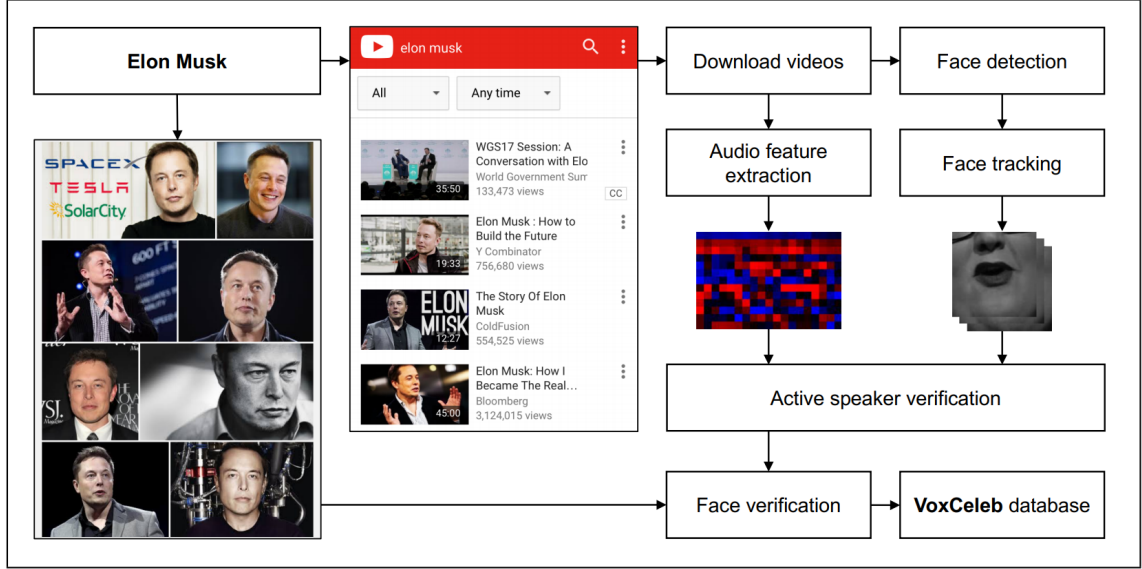 Elon Musk
elon musk
Download videos
Face detection
All
Any time
SPACEX
TESLA
SolarCity
WGS17 Session: A
Conversation with Elo
World Government Sum
133,473 views
35:50
CC
Audio feature
extraction
Face tracking
Elon Musk : How to
Build the Future
Y Combinator
756,680 views
19:33
600 FT
The Story Of Elon
Musk
ColdFusion
554,525 views
ELON
MUSK
12:27
Elon Musk: How I
Became The Real…
Bloomberg
3,124,015 views
45:00
WSJ.
Active speaker verification
Face verification
VoxCeleb database